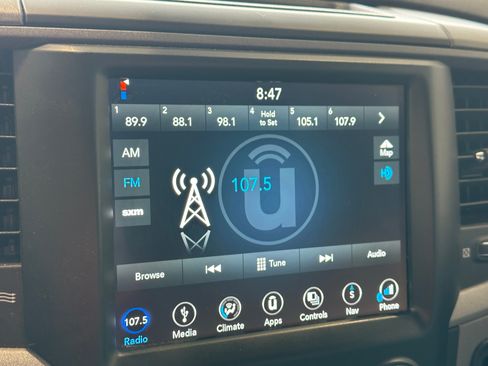 8:47
1 2 3 4 5 6
89.9 88.1 98.1 Hold to Set 105.1 107.9
AM
Map
FM
107.5
HD
sxm
ü
Browse Tune Audio
107.5
Radio Media Climate Apps Controls Nav Phone